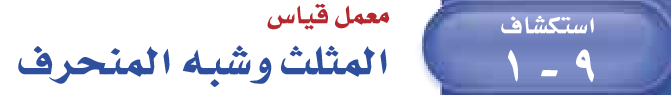 استكشاف
٩ - ١
معمل قياس
المثلث وشبه المنحرف